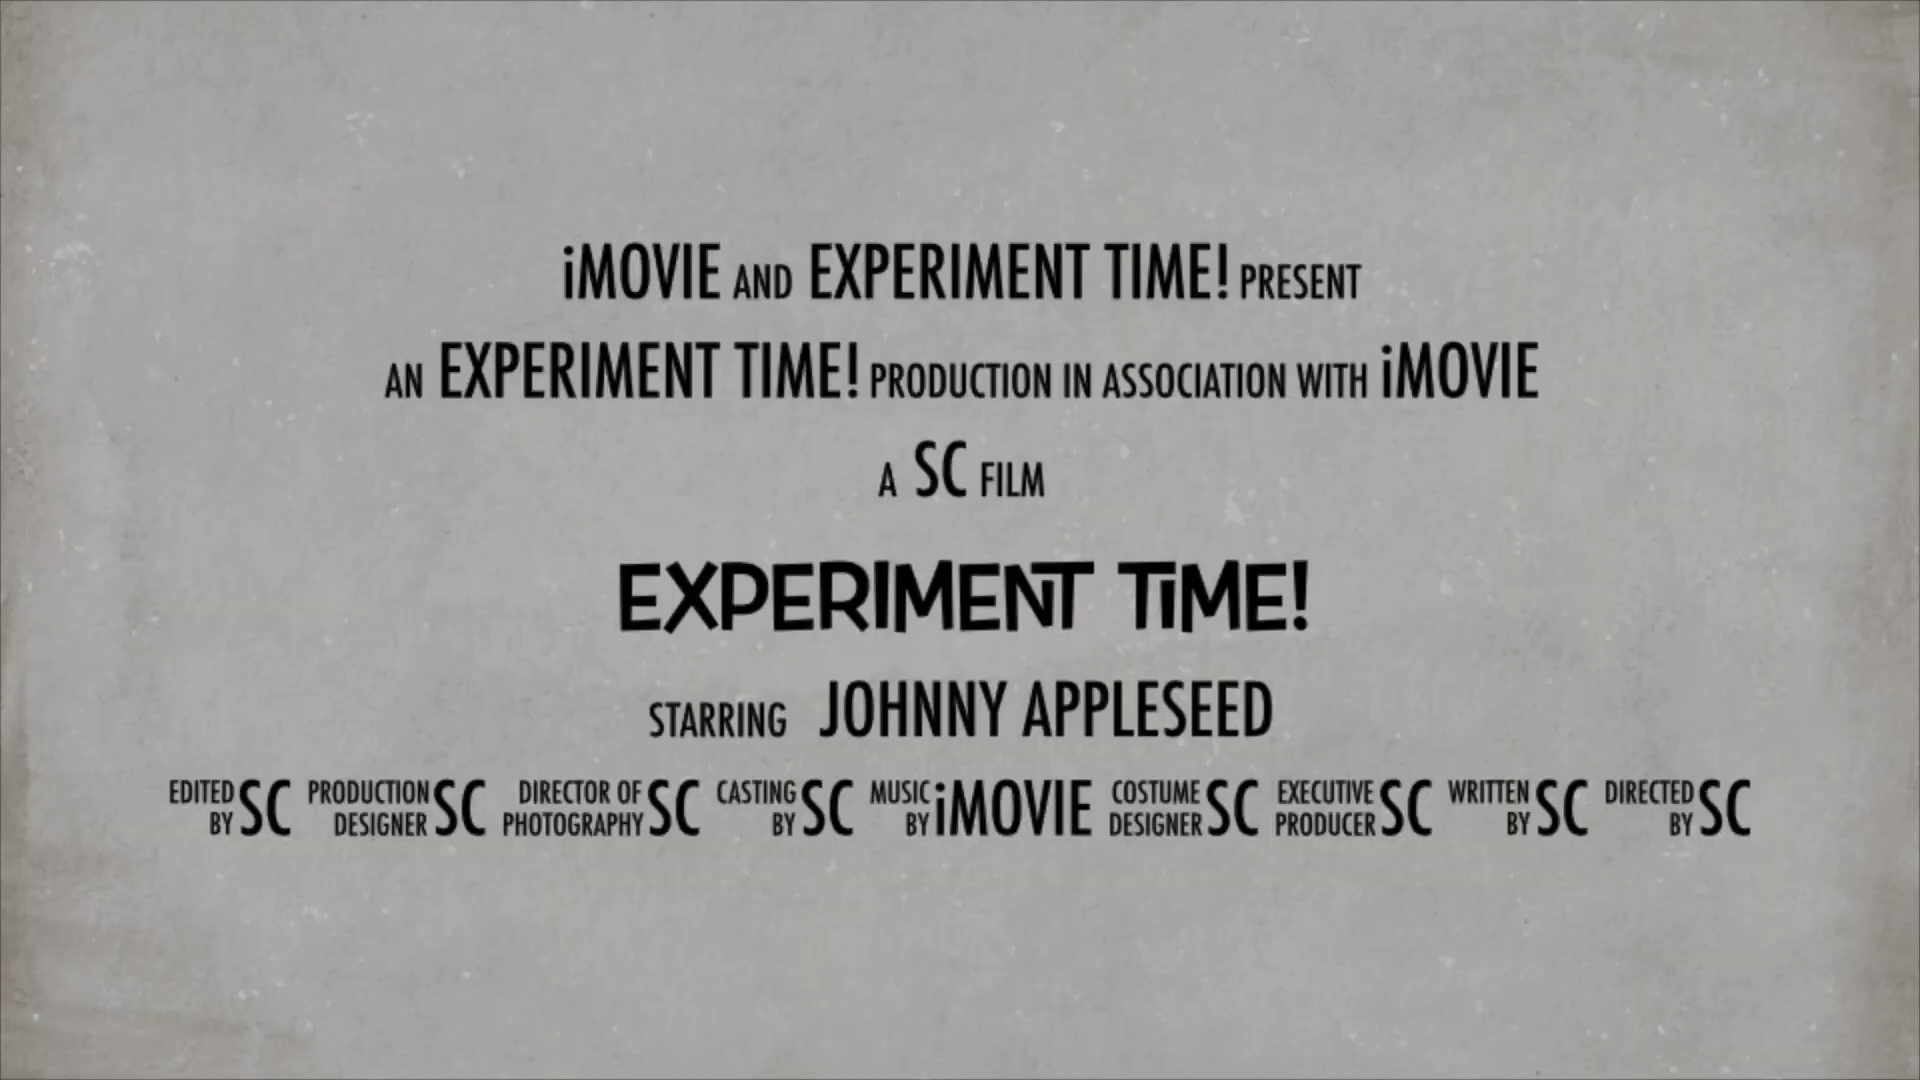 iMOVIE AND EXPERIMENT TIME! PRESENT
AN EXPERIMENT TIME! PRODUCTION IN ASSOCIATION WITH iMOVIE
A SC FILM
EXPERIMENT TiME!
STARRING JOHNNY APPLESEED
EDITED BY SC PRODUCTION DESIGNER SC DIRECTOR OF PHOTOGRAPHY SC CASTING BY SC MUSIC BY iMOVIE COSTUME DESIGNER SC EXECUTIVE PRODUCER SC WRITTEN BY SC DIRECTED BY SC